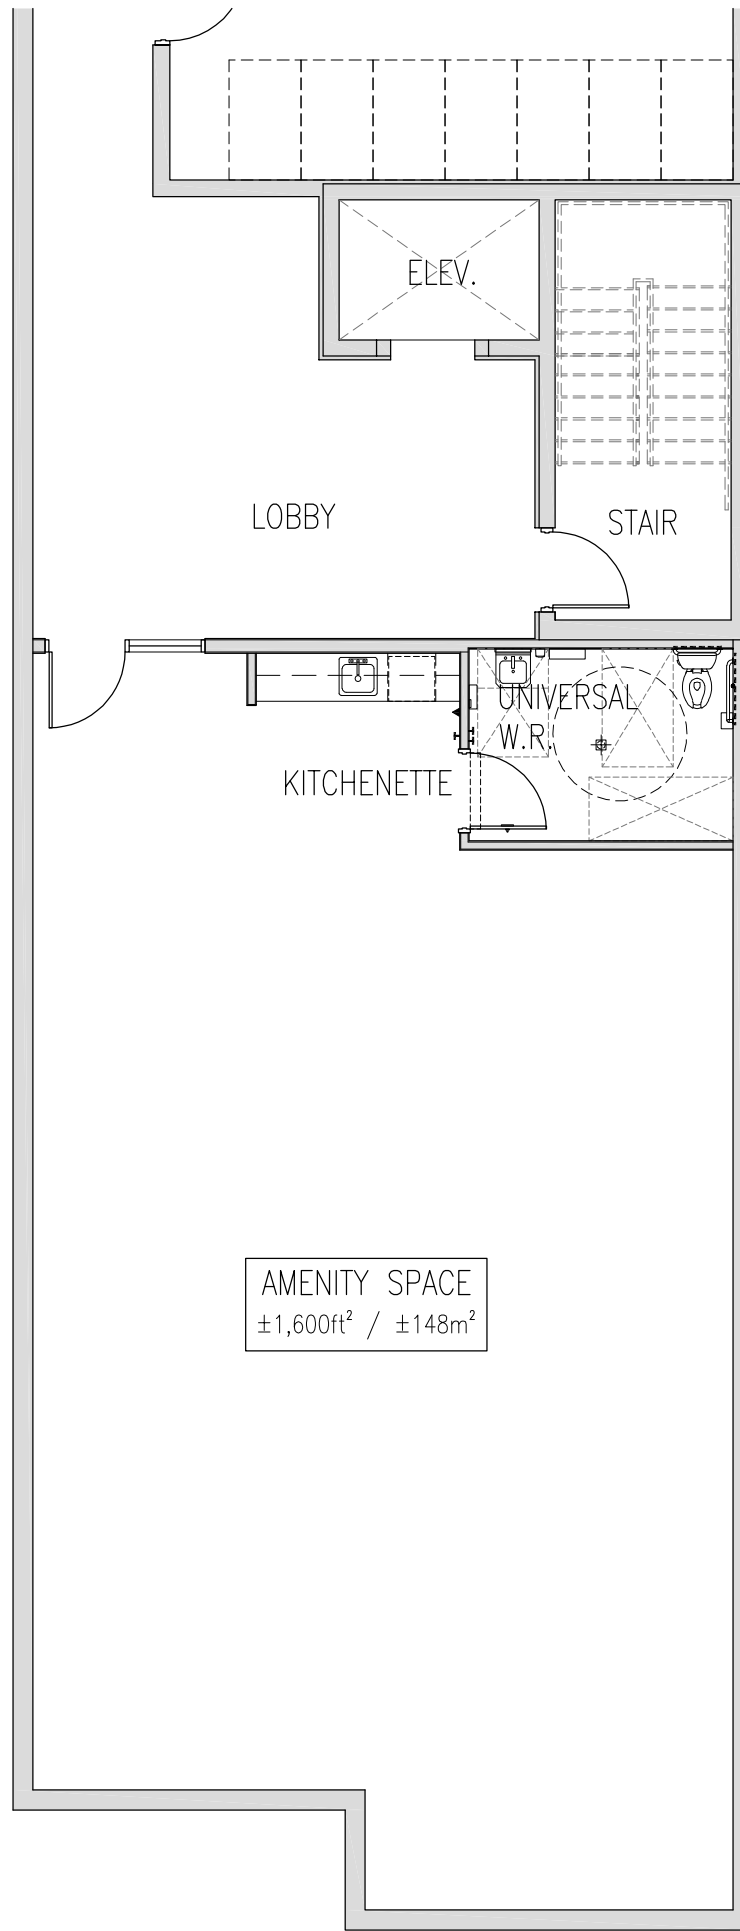 ELEV.
LOBBY
STAIR
UNIVERSAL
W.R.
KITCHENETTE
AMENITY SPACE
±1,600ft² / ±148m²